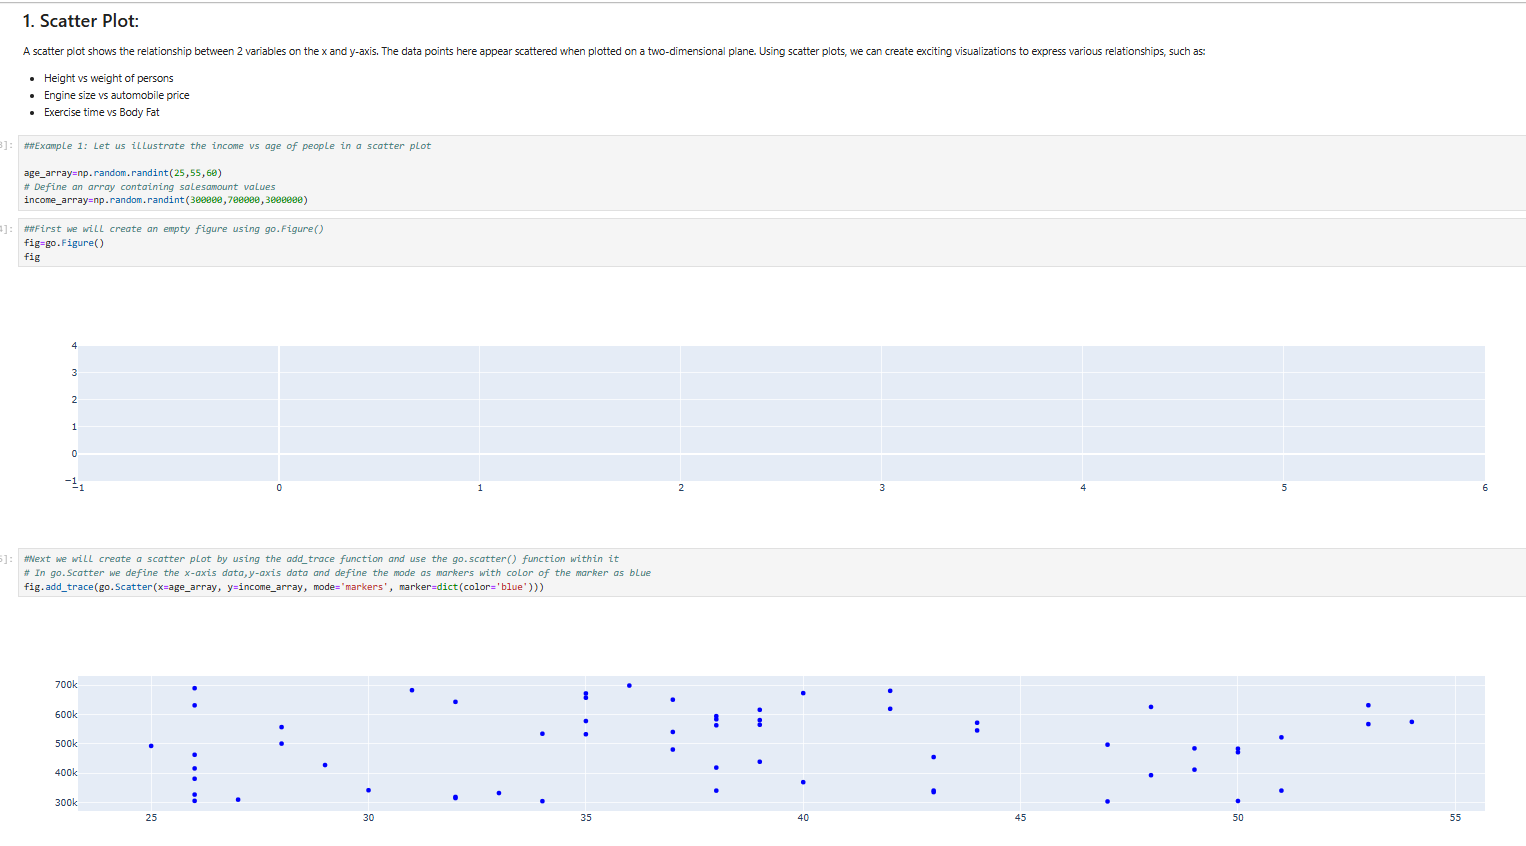 1. Scatter Plot:
A scatter plot shows the relationship between 2 variables on the x and y-axis. The data points here appear scattered when plotted on a two-dimensional plane. Using scatter plots, we can create exciting visualizations to express various relationships, such as:
• Height vs weight of persons
• Engine size vs automobile price
• Exercise time vs Body Fat
]:
##Example 1: Let us illustrate the income vs age of people in a scatter plot
age_array=np.random.randint(25,55,60)
# Define an array containing salesamount values
income_array=np.random.randint(300000,700000,3000000)
]:
##First we will create an empty figure using go.Figure()
fig=go.Figure()
fig
4
3
2
1
0
−1
−1 0 1 2 3 4 5 6
]:
#Next we will create a scatter plot by using the add_trace function and use the go.scatter() function within it
# In go.Scatter we define the x-axis data,y-axis data and define the mode as markers with color of the marker as blue
fig.add_trace(go.Scatter(x=age_array, y=income_array, mode='markers', marker=dict(color='blue')))
700k
600k
500k
400k
300k
25 30 35 40 45 50 55